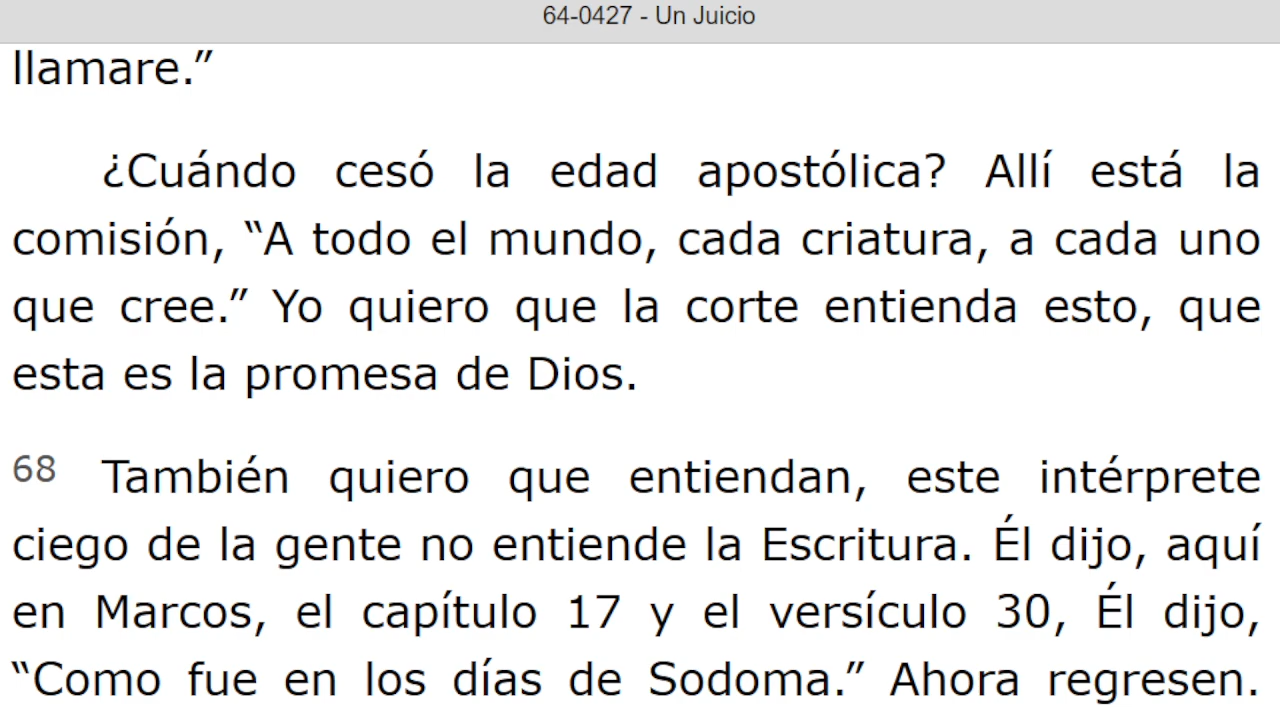 64-0427 - Un Juicio
llamare.”
¿Cuándo cesó la edad apostólica? Allí está la
comisión, “A todo el mundo, cada criatura, a cada uno
que cree.” Yo quiero que la corte entienda esto, que
esta es la promesa de Dios.
68 También quiero que entiendan, este intérprete
ciego de la gente no entiende la Escritura. Él dijo, aquí
en Marcos, el capítulo 17 y el versículo 30, Él dijo,
“Como fue en los días de Sodoma.” Ahora regresen.